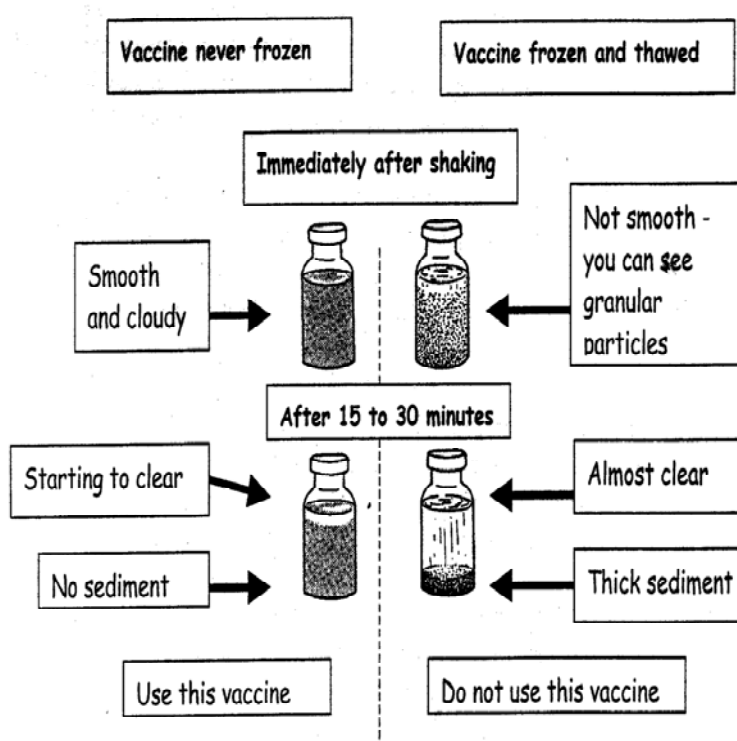 Vaccine never frozen
Vaccine frozen and thawed
Immediately after shaking
Smooth
and cloudy
Not smooth -
you can see
granular
particles
After 15 to 30 minutes
Starting to clear
Almost clear
No sediment
Thick sediment
Use this vaccine
Do not use this vaccine